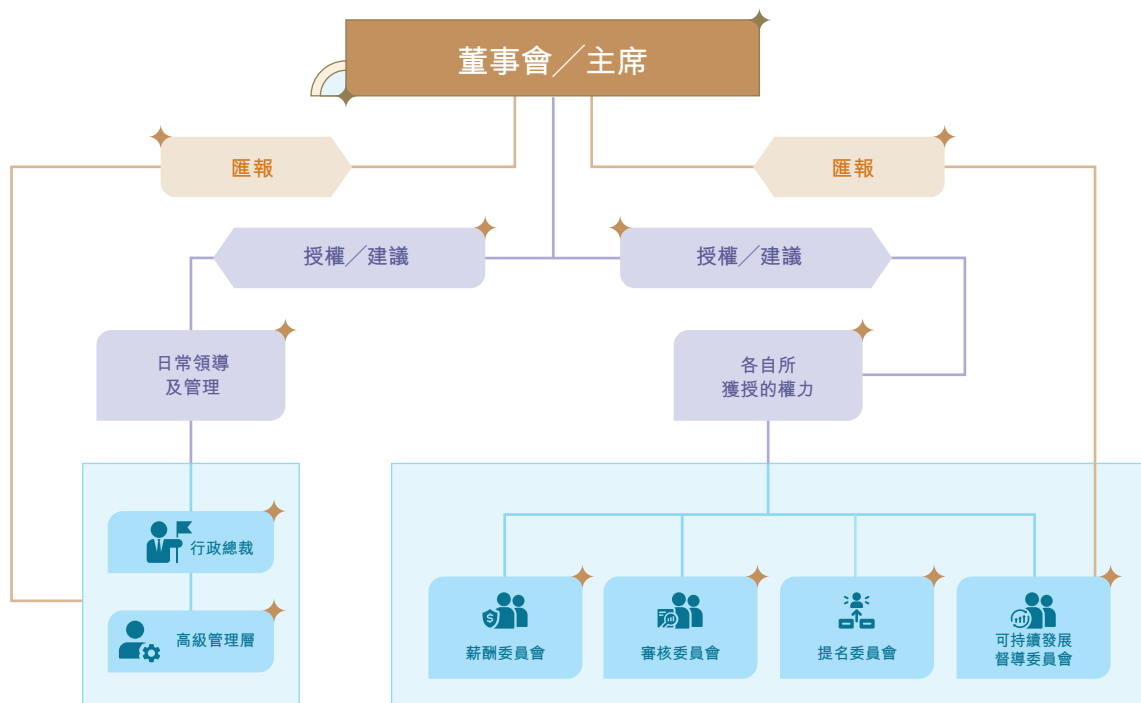 董事會╱主席
匯報
匯報
授權╱建議
授權╱建議
日常領導
及管理
各自所
獲授的權力
行政總裁
高級管理層
薪酬委員會
審核委員會
提名委員會
可持續發展
督導委員會